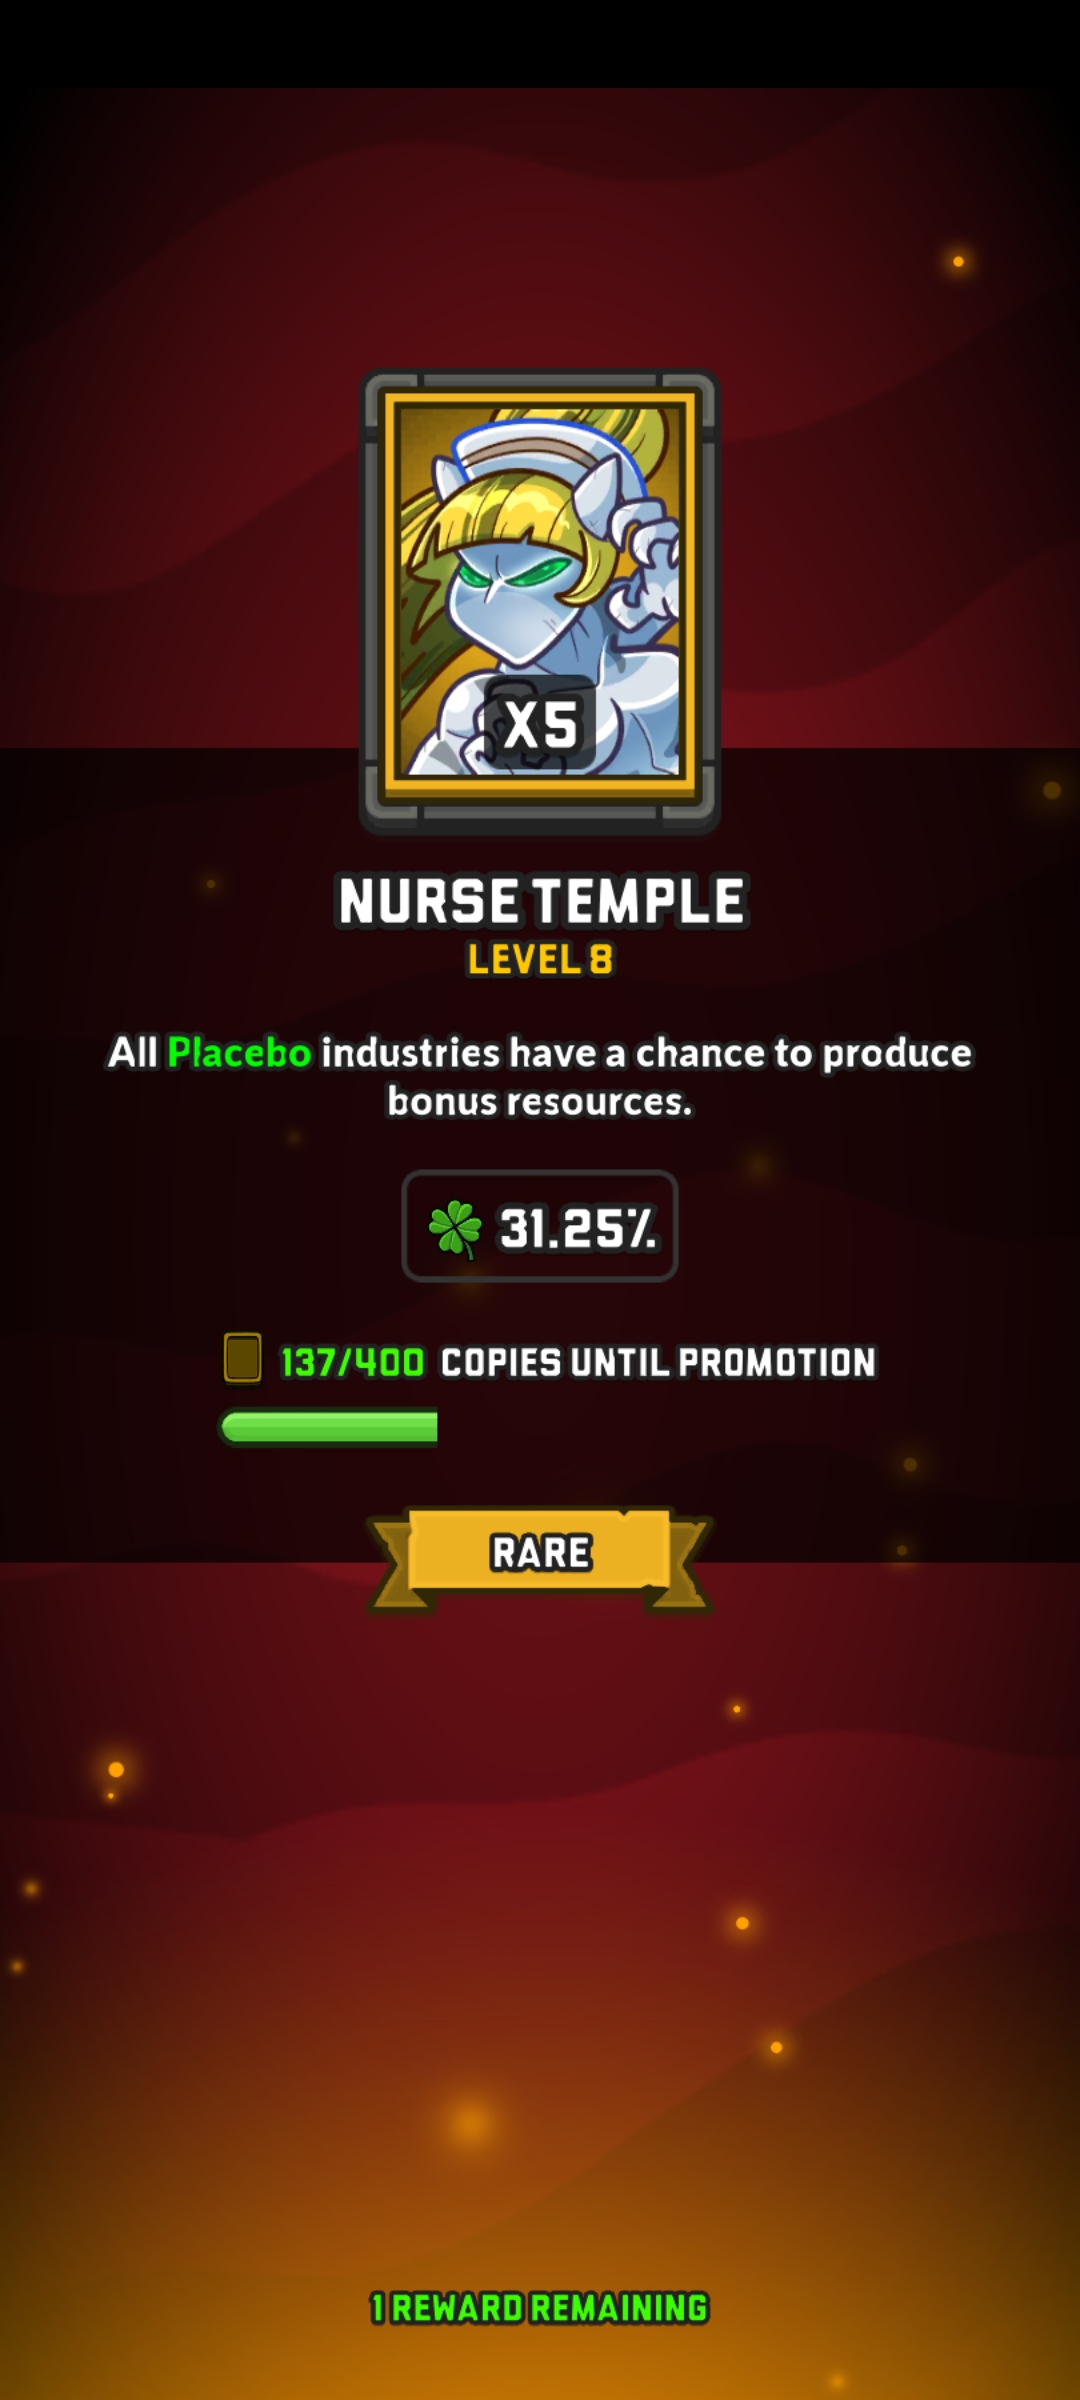 X5
NURSE TEMPLE
LEVEL 8
All Placebo industries have a chance to produce
bonus resources.
31.25%
137/400 COPIES UNTIL PROMOTION
RARE
1 REWARD REMAINING